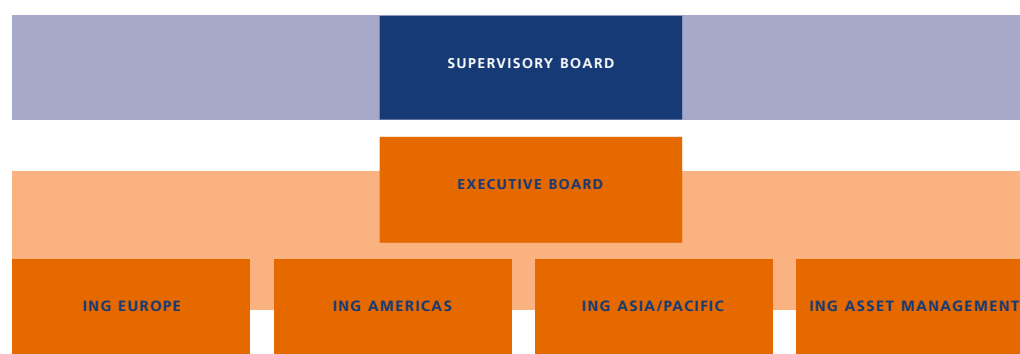 SUPERVISORY BOARD
EXECUTIVE BOARD
ING EUROPE
ING AMERICAS
ING ASIA/PACIFIC
ING ASSET MANAGEMENT